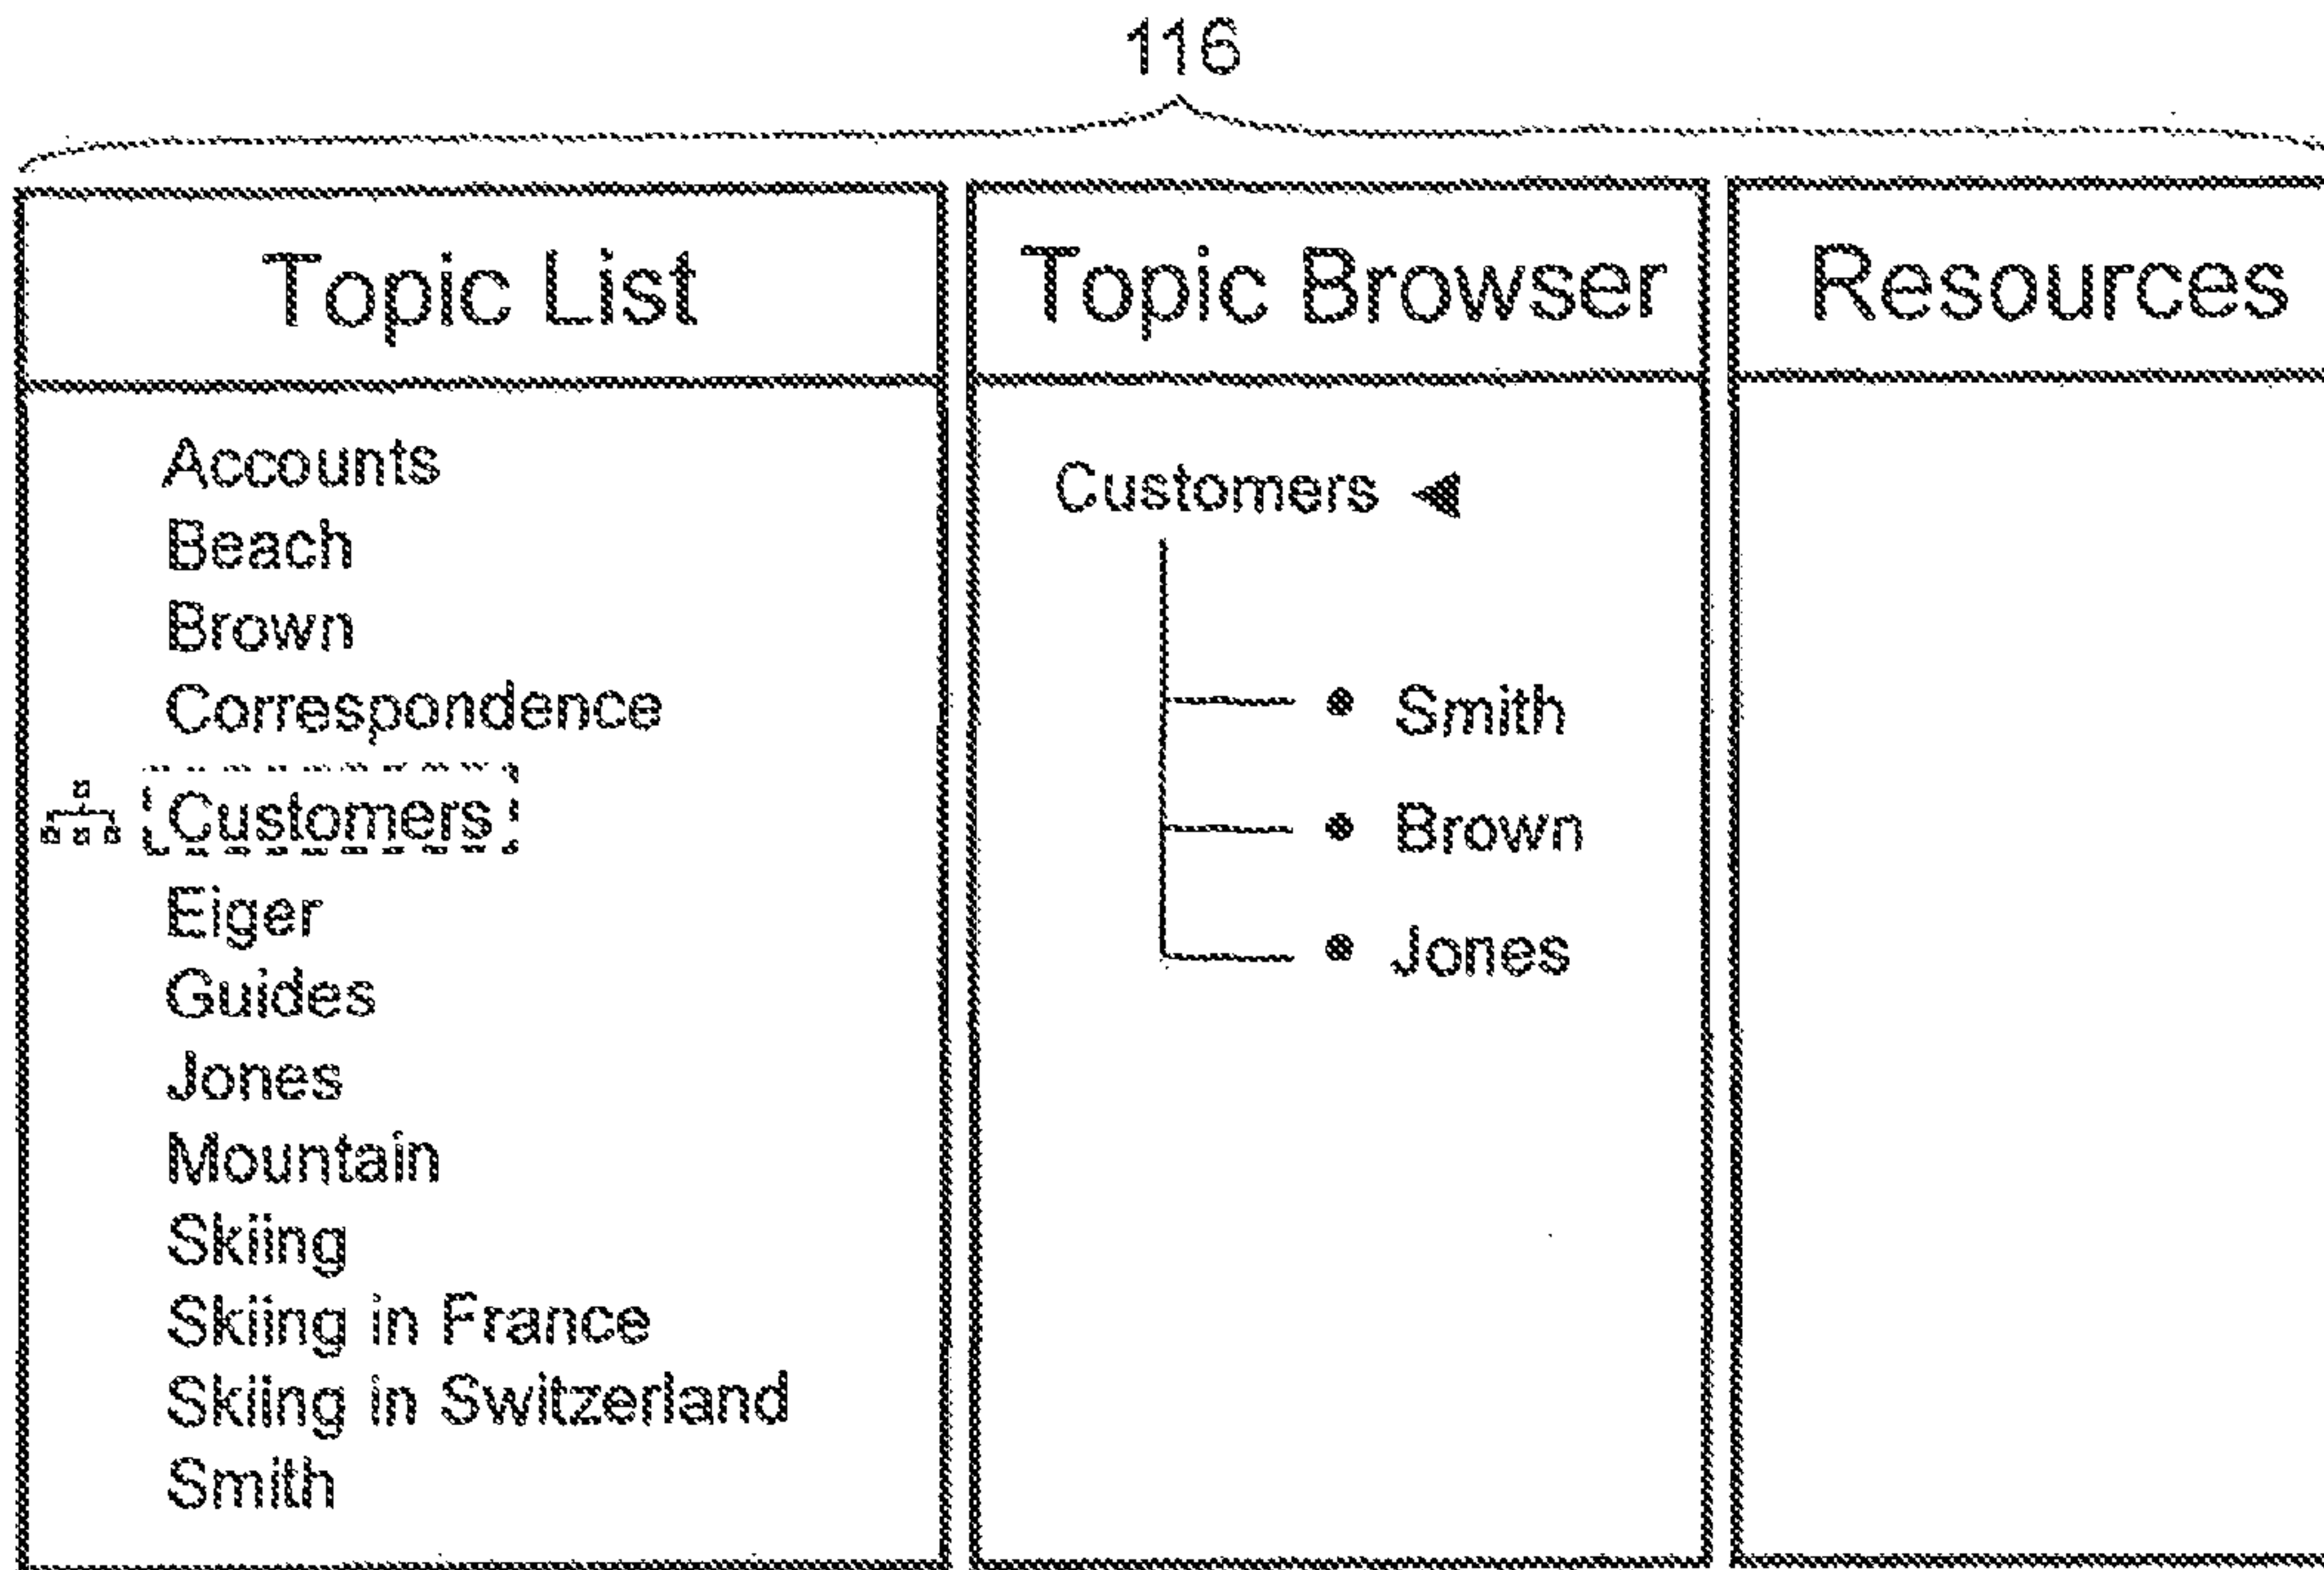 116
Topic List
Topic Browser
Resources
Accounts
Beach
Brown
Correspondence
Customers
Eiger
Guides
Jones
Mountain
Skiing
Skiing in France
Skiing in Switzerland
Smith
Customers
Smith
Brown
Jones